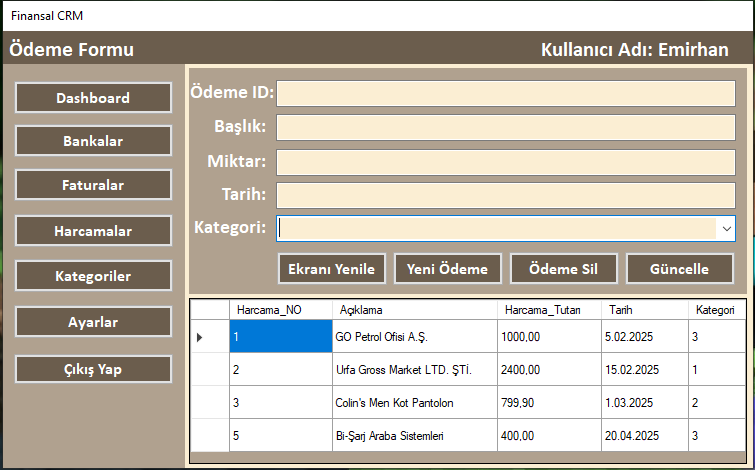 Finansal CRM
Ödeme Formu Kullanıcı Adı: Emirhan
Dashboard
Bankalar
Faturalar
Harcamalar
Kategoriler
Ayarlar
Çıkış Yap
Ödeme ID:
Başlık:
Miktar:
Tarih:
Kategori:
Ekranı Yenile Yeni Ödeme Ödeme Sil Güncelle
Harcama_NO Açıklama Harcama_Tutarı Tarih Kategori
1 GO Petrol Ofisi A.Ş. 1000,00 5.02.2025 3
2 Urfa Gross Market LTD. ŞTİ. 2400,00 15.02.2025 1
3 Colin's Men Kot Pantolon 799,90 1.03.2025 2
5 Bi-Şarj Araba Sistemleri 400,00 20.04.2025 3